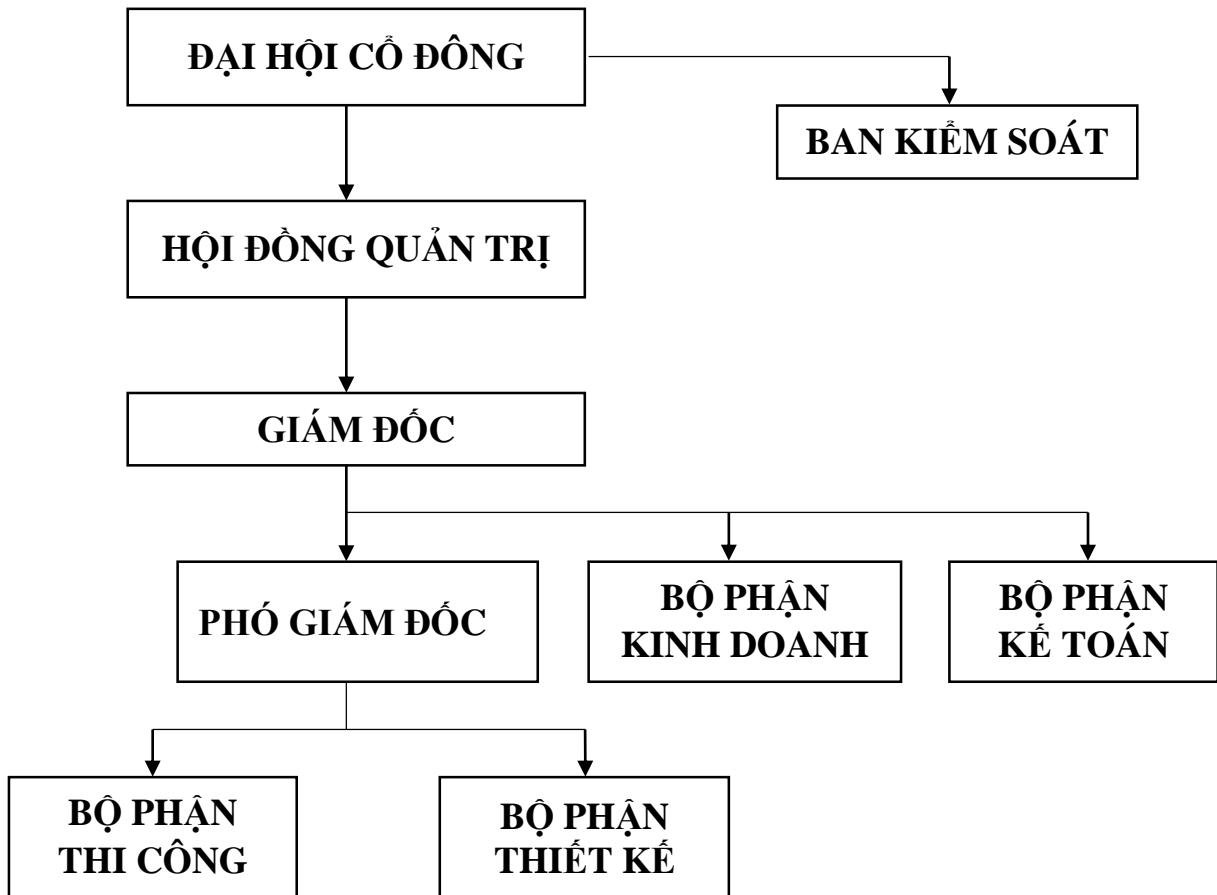 ĐẠI HỘI CỔ ĐÔNG
BAN KIỂM SOÁT
HỘI ĐỒNG QUẢN TRỊ
GIÁM ĐỐC
PHÓ GIÁM ĐỐC
BỘ PHẬN
KINH DOANH
BỘ PHẬN
KẾ TOÁN
BỘ PHẬN
THI CÔNG
BỘ PHẬN
THIẾT KẾ